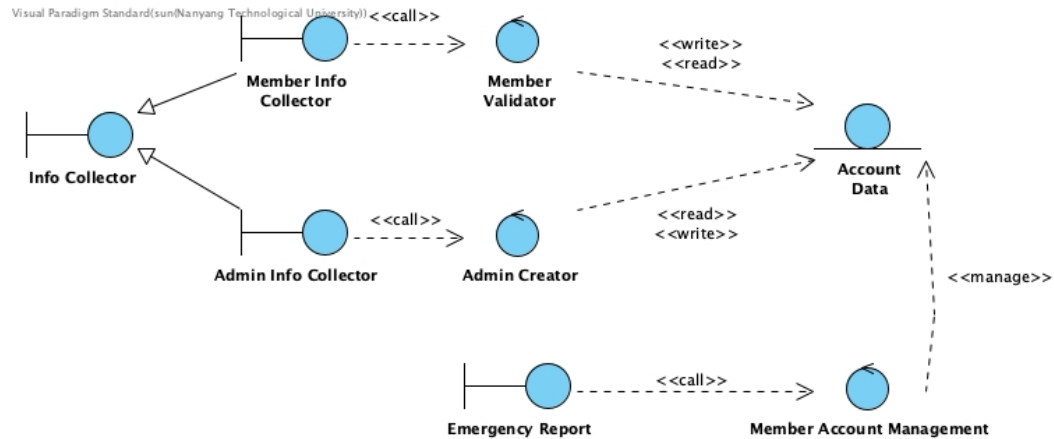 Visual Paradigm Standard(sun(Nanyang Technological University))
<<call>>
Member Info
Collector
Member
Validator
<<write>>
<<read>>
Info Collector
Account
Data
<<call>>
Admin Info Collector
Admin Creator
<<read>>
<<write>>
<<manage>>
<<call>>
Emergency Report
Member Account Management